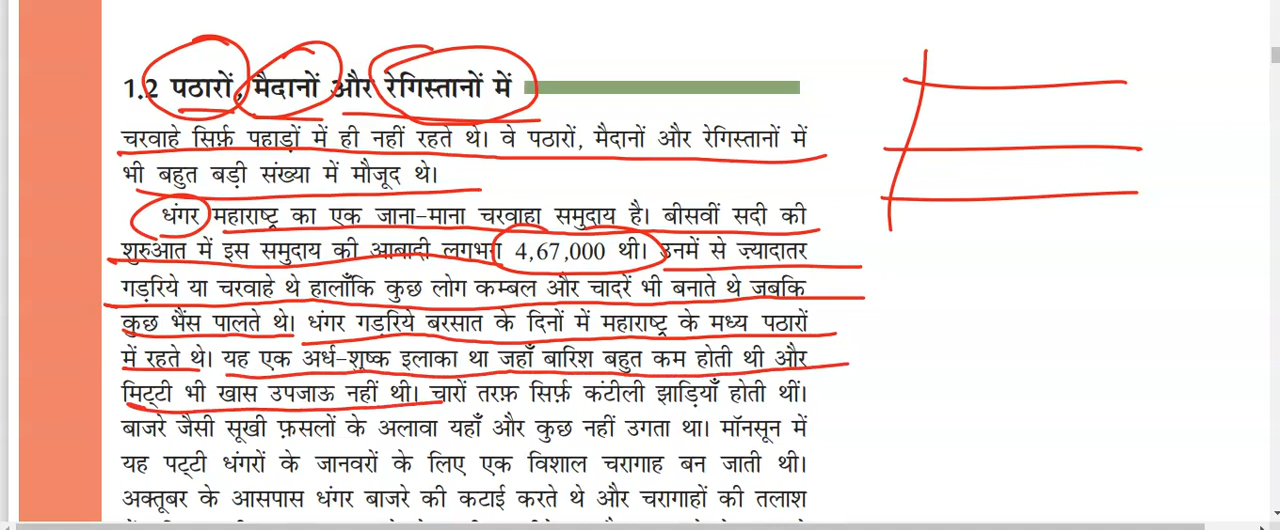 1.2 पठारों, मैदानों और रेगिस्तानों में
चरवाहे सिर्फ़ पहाड़ों में ही नहीं रहते थे। वे पठारों, मैदानों और रेगिस्तानों में
भी बहुत बड़ी संख्या में मौजूद थे।
धंगर महाराष्ट्र का एक जाना-माना चरवाहा समुदाय है। बीसवीं सदी की
शुरुआत में इस समुदाय की आबादी लगभग 4,67,000 थी। उनमें से ज़्यादातर
गड़रिये या चरवाहे थे हालाँकि कुछ लोग कम्बल और चादरें भी बनाते थे जबकि
कुछ भैंस पालते थे। धंगर गड़रिये बरसात के दिनों में महाराष्ट्र के मध्य पठारों
में रहते थे। यह एक अर्ध-शुष्क इलाका था जहाँ बारिश बहुत कम होती थी और
मिट्टी भी खास उपजाऊ नहीं थी। चारों तरफ़ सिर्फ़ कंटीली झाड़ियाँ होती थीं।
बाजरे जैसी सूखी फ़सलों के अलावा यहाँ और कुछ नहीं उगता था। मॉनसून में
यह पट्टी धंगरों के जानवरों के लिए एक विशाल चरागाह बन जाती थी।
अक्तूबर के आसपास धंगर बाजरे की कटाई करते थे और चरागाहों की तलाश